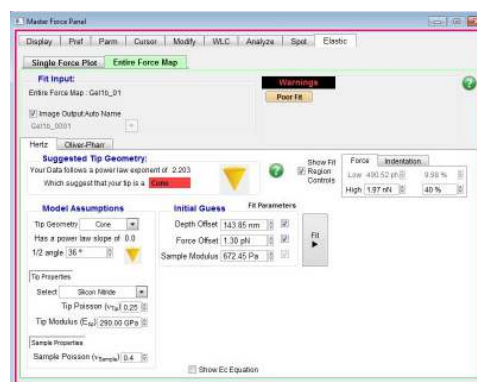 Master Force Panel
Display Pref Parm Cursor Modify WLC Analyze Spot Elastic
Single Force Plot Entire Force Map
Fit Input:
Entire Force Map : Gel1b_01
Warnings
Poor Fit
?
Image Output Auto Name
Gel1b_0001
Hertz Oliver-Pharr
Suggested Tip Geometry:
Your Data follows a power law exponent of 2.203
Which suggest that your tip is a Cone
?
Show Fit
Region
Controls
Force Indentation
Low 490.52 pN 9.98 %
High 1.97 nN 40 %
Model Assumptions
Tip Geometry Cone
Has a power law slope of 0.0
1/2 angle 36 °
Tip Properties
Select Silicon Nitride
Tip Poisson (vTip) 0.25
Tip Modulus (ETip) 290.00 GPa
Sample Properties
Sample Poisson (vSample) 0.4
Initial Guess Fit Parameters
Depth Offset 143.85 nm
Force Offset 1.30 pN
Sample Modulus 672.45 Pa
Fit
Show Ec Equation